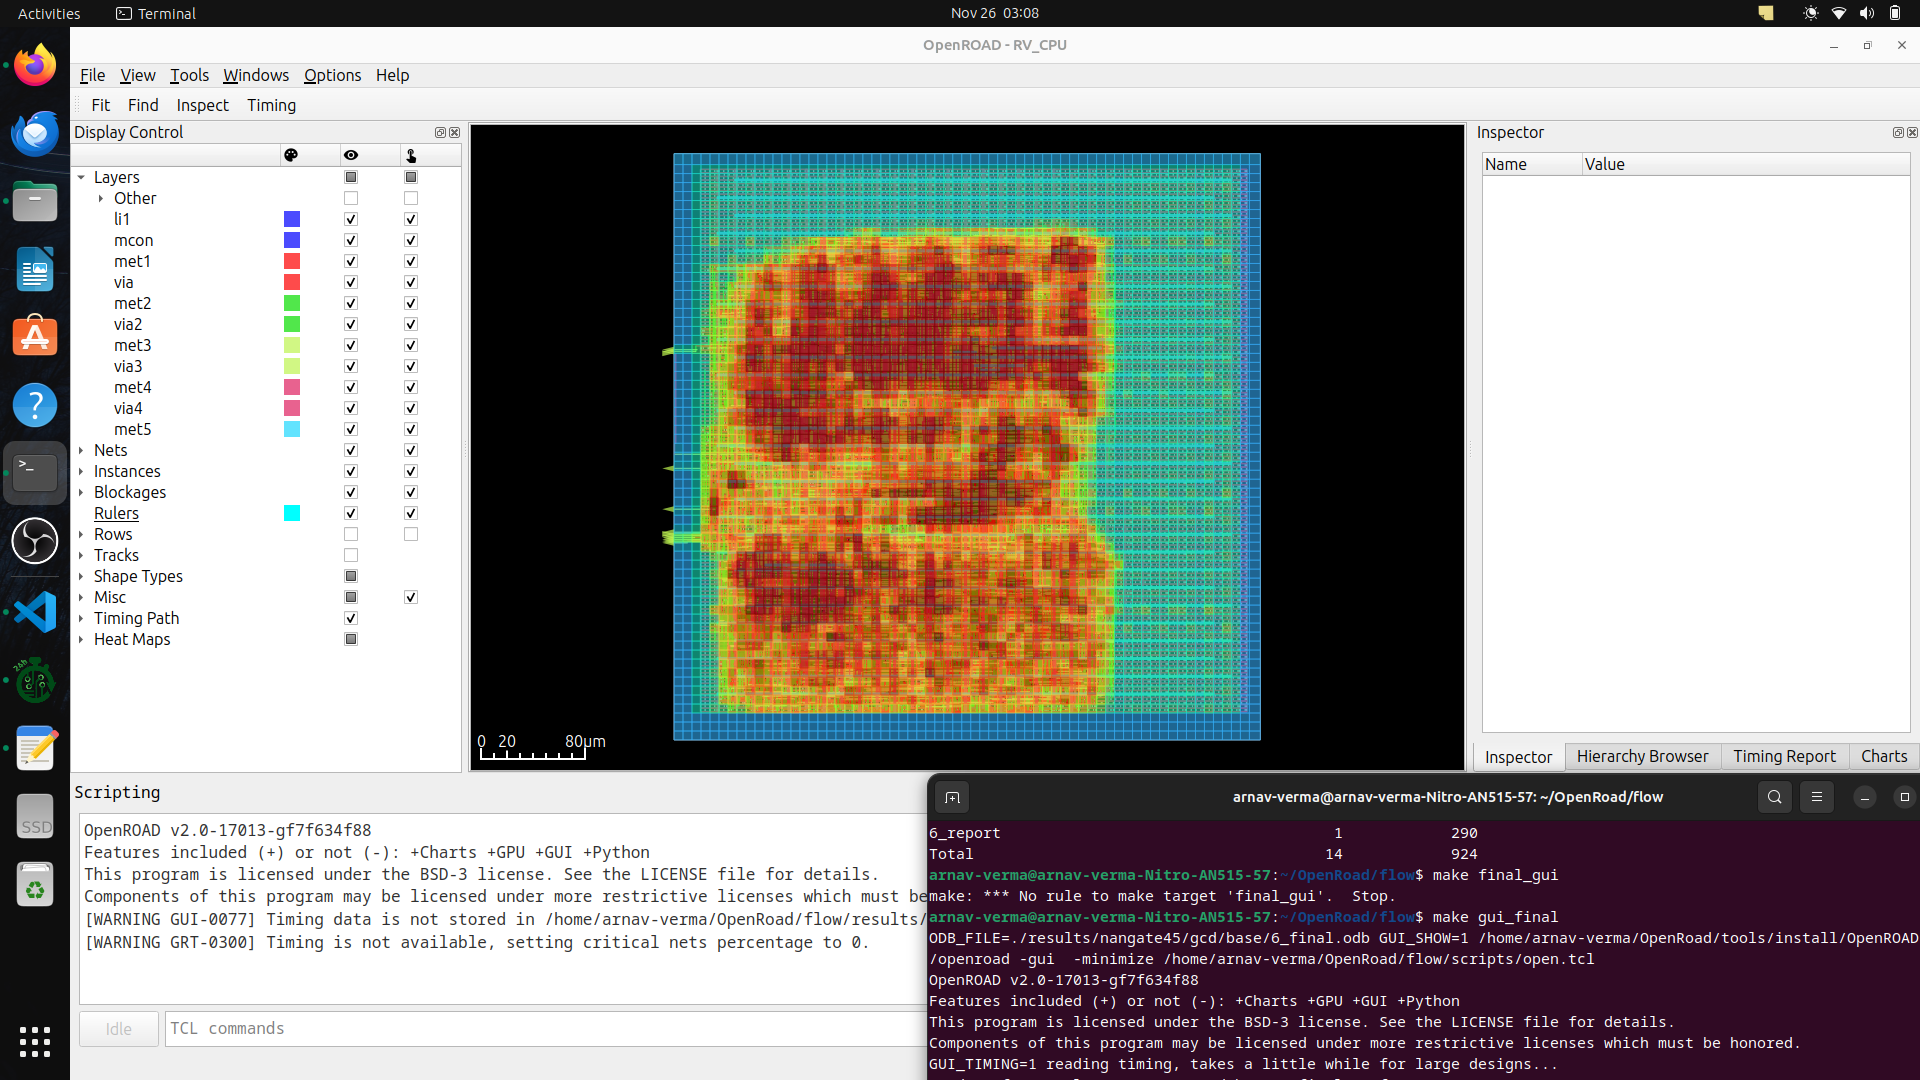 Activities
Terminal
Nov 26 03:08
OpenROAD - RV_CPU
File View Tools Windows Options Help
Fit Find Inspect Timing
Display Control
Layers
Other
li1
mcon
met1
via
met2
via2
met3
via3
met4
via4
met5
Nets
Instances
Blockages
Rulers
Rows
Tracks
Shape Types
Misc
Timing Path
Heat Maps
0 20 80μm
Inspector
Name Value
Inspector Hierarchy Browser Timing Report Charts
Scripting
OpenROAD v2.0-17013-gf7f634f88
Features included (+) or not (-): +Charts +GPU +GUI +Python
This program is licensed under the BSD-3 license. See the LICENSE file for details.
Components of this program may be licensed under more restrictive licenses which must be
[WARNING GUI-0077] Timing data is not stored in /home/arnav-verma/OpenRoad/flow/results/
[WARNING GRT-0300] Timing is not available, setting critical nets percentage to 0.
Idle
TCL commands
arnav-verma@arnav-verma-Nitro-AN515-57: ~/OpenRoad/flow
6_report 1 290
Total 14 924
arnav-verma@arnav-verma-Nitro-AN515-57:~/OpenRoad/flow$ make final_gui
make: *** No rule to make target 'final_gui'.  Stop.
arnav-verma@arnav-verma-Nitro-AN515-57:~/OpenRoad/flow$ make gui_final
ODB_FILE=./results/nangate45/gcd/base/6_final.odb GUI_SHOW=1 /home/arnav-verma/OpenRoad/tools/install/OpenROAD
/openroad -gui  -minimize /home/arnav-verma/OpenRoad/flow/scripts/open.tcl
OpenROAD v2.0-17013-gf7f634f88
Features included (+) or not (-): +Charts +GPU +GUI +Python
This program is licensed under the BSD-3 license. See the LICENSE file for details.
Components of this program may be licensed under more restrictive licenses which must be honored.
GUI_TIMING=1 reading timing, takes a little while for large designs...
24h
SSD